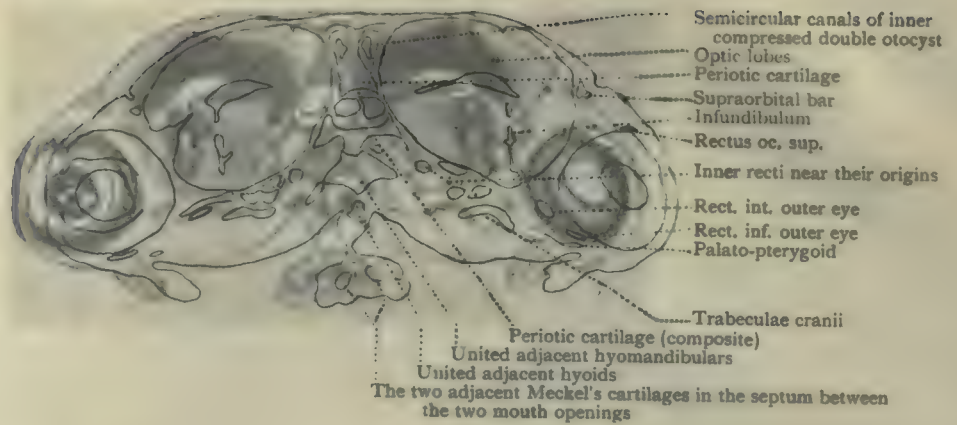 Semicircular canals of inner
compressed double otocyst
Optic lobes
Periotic cartilage
Supraorbital bar
Infundibulum
Rectus oc. sup.
Inner recti near their origins
Rect. int. outer eye
Rect. inf. outer eye
Palato-pterygoid
Trabeculae cranii
Periotic cartilage (composite)
United adjacent hyomandibulars
United adjacent hyoids
The two adjacent Meckel's cartilages in the septum between
the two mouth openings